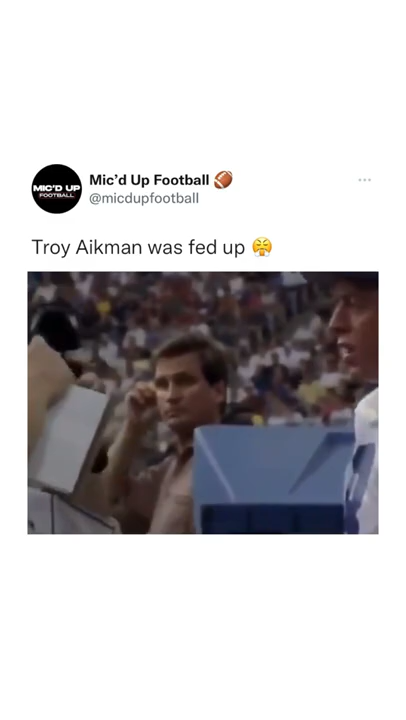 MIC'D UP
FOOTBALL
Mic'd Up Football 🏈
@micdupfootball
Troy Aikman was fed up 😤